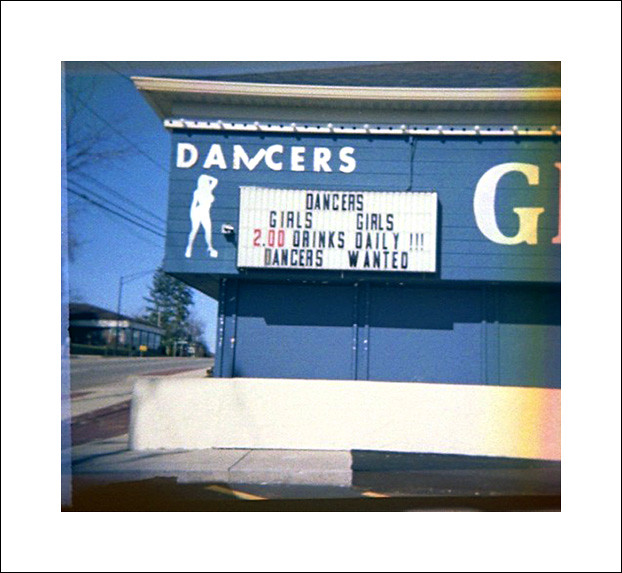 DANCERS
DANCERS
GIRLS GIRLS
2.00 DRINKS DAILY !!!
DANCERS WANTED
G